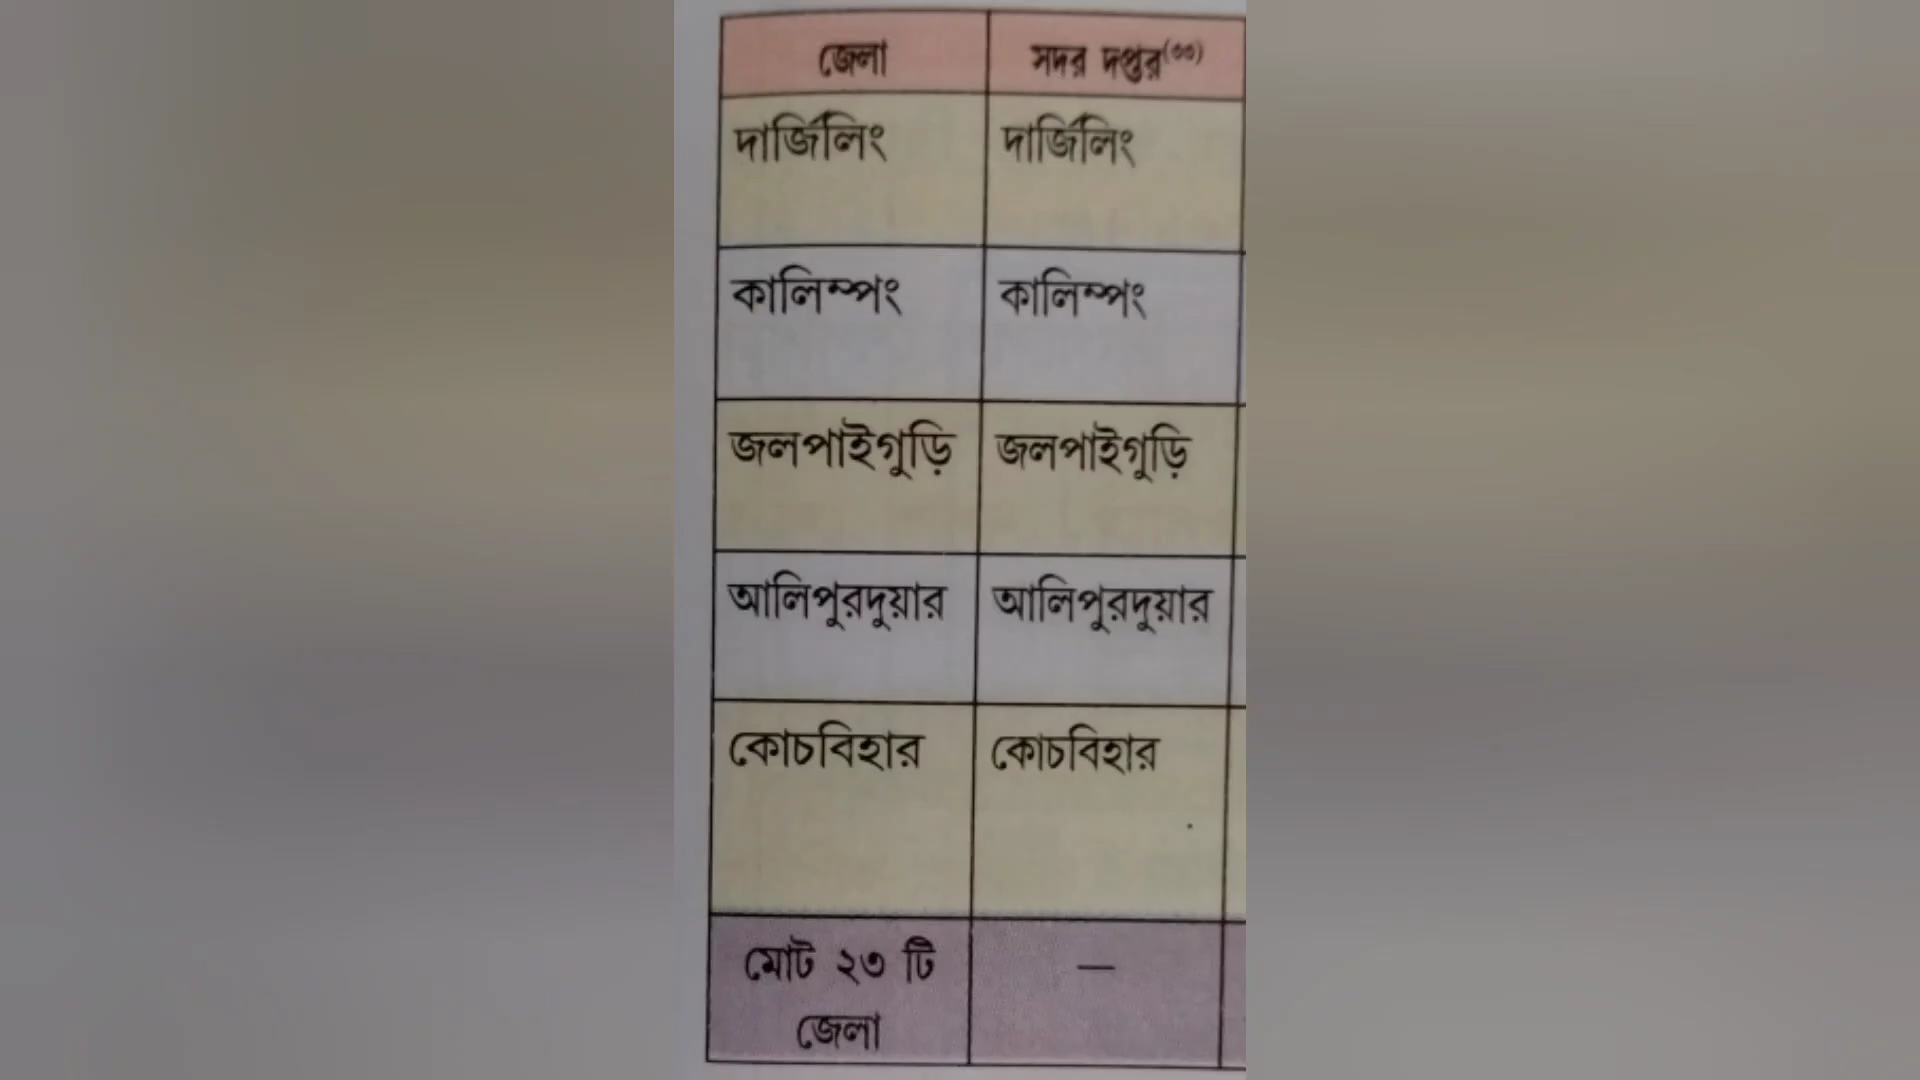 জেলা সদর দপ্তর(৩৩)
দার্জিলিং দার্জিলিং
কালিম্পং কালিম্পং
জলপাইগুড়ি জলপাইগুড়ি
আলিপুরদুয়ার আলিপুরদুয়ার
কোচবিহার কোচবিহার
মোট ২৩ টি —
জেলা